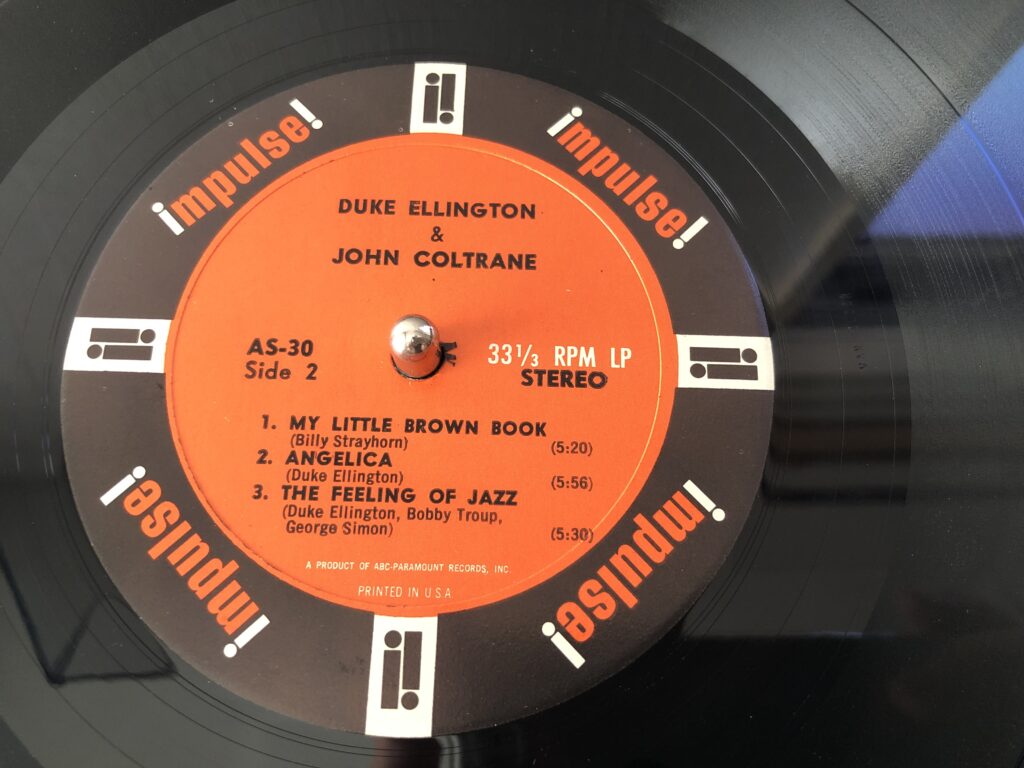 impulse!
impulse!
DUKE ELLINGTON
&
JOHN COLTRANE
AS-30
Side 2
33 1/3 RPM LP
STEREO
1. MY LITTLE BROWN BOOK
(Billy Strayhorn) (5:20)
2. ANGELICA
(Duke Ellington) (5:56)
3. THE FEELING OF JAZZ
(Duke Ellington, Bobby Troup,
George Simon) (5:30)
A PRODUCT OF ABC-PARAMOUNT RECORDS, INC
PRINTED IN U.S.A
impulse!
impulse!